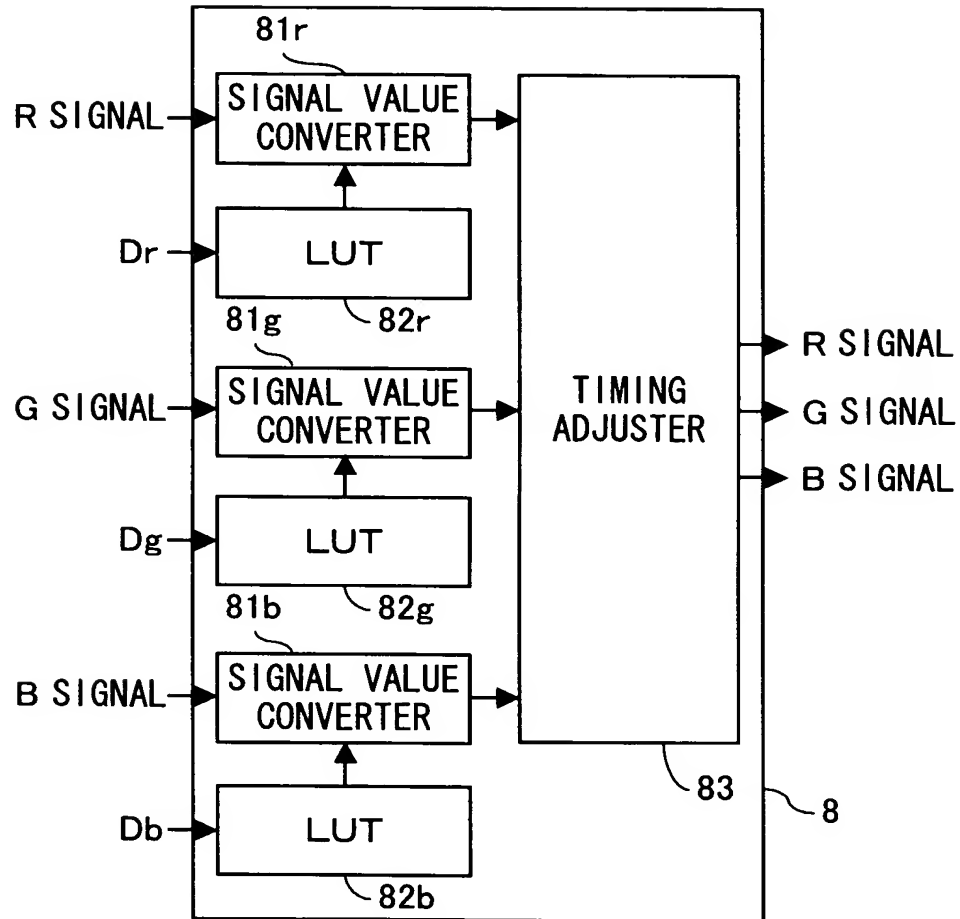 81r
R SIGNAL
SIGNAL VALUE
CONVERTER
Dr
LUT
82r
81g
G SIGNAL
SIGNAL VALUE
CONVERTER
Dg
LUT
82g
81b
B SIGNAL
SIGNAL VALUE
CONVERTER
Db
LUT
82b
TIMING
ADJUSTER
83
R SIGNAL
G SIGNAL
B SIGNAL
8